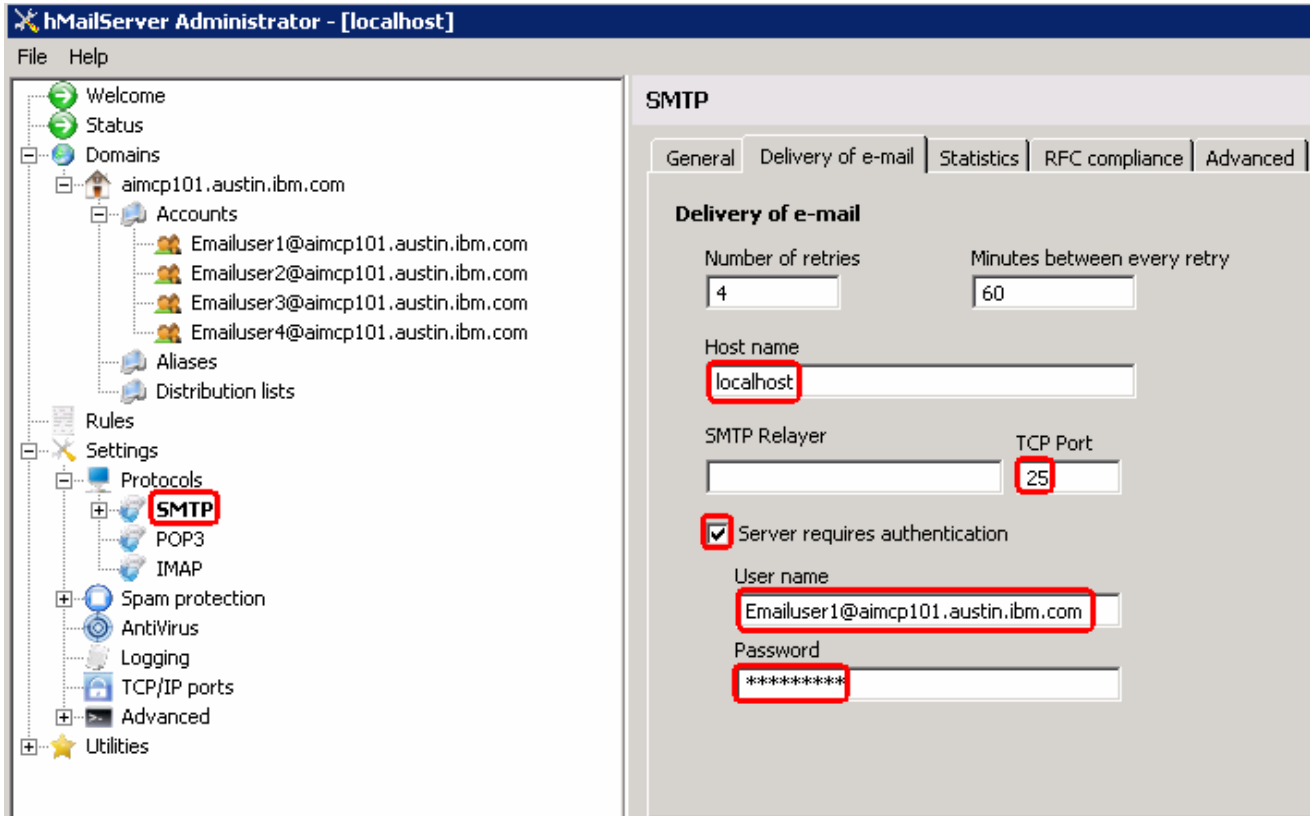 hMailServer Administrator - [localhost]
File Help
Welcome
Status
Domains
aimcp101.austin.ibm.com
Accounts
Emailuser1@aimcp101.austin.ibm.com
Emailuser2@aimcp101.austin.ibm.com
Emailuser3@aimcp101.austin.ibm.com
Emailuser4@aimcp101.austin.ibm.com
Aliases
Distribution lists
Rules
Settings
Protocols
SMTP
POP3
IMAP
Spam protection
AntiVirus
Logging
TCP/IP ports
Advanced
Utilities
SMTP
General Delivery of e-mail Statistics RFC compliance Advanced
Delivery of e-mail
Number of retries Minutes between every retry
4 60
Host name
localhost
SMTP Relayer TCP Port
25
Server requires authentication
User name
Emailuser1@aimcp101.austin.ibm.com
Password
*********